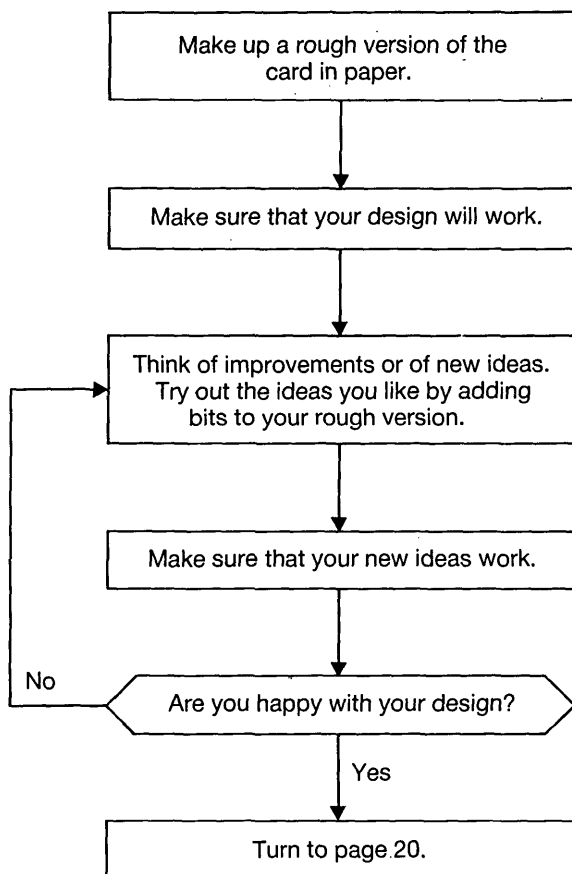 Make up a rough version of the
card in paper.
Make sure that your design will work.
Think of improvements or of new ideas.
Try out the ideas you like by adding
bits to your rough version.
Make sure that your new ideas work.
Are you happy with your design?
No
Yes
Turn to page 20.